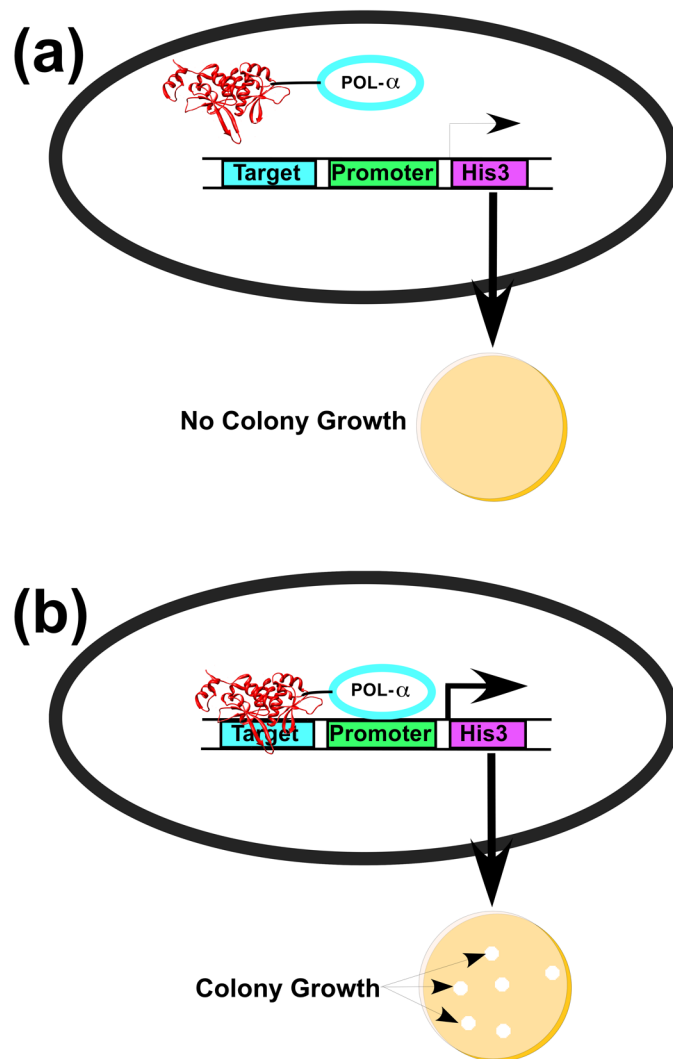 (a)
POL-α
Target Promoter His3
No Colony Growth
(b)
POL-α
Target Promoter His3
Colony Growth